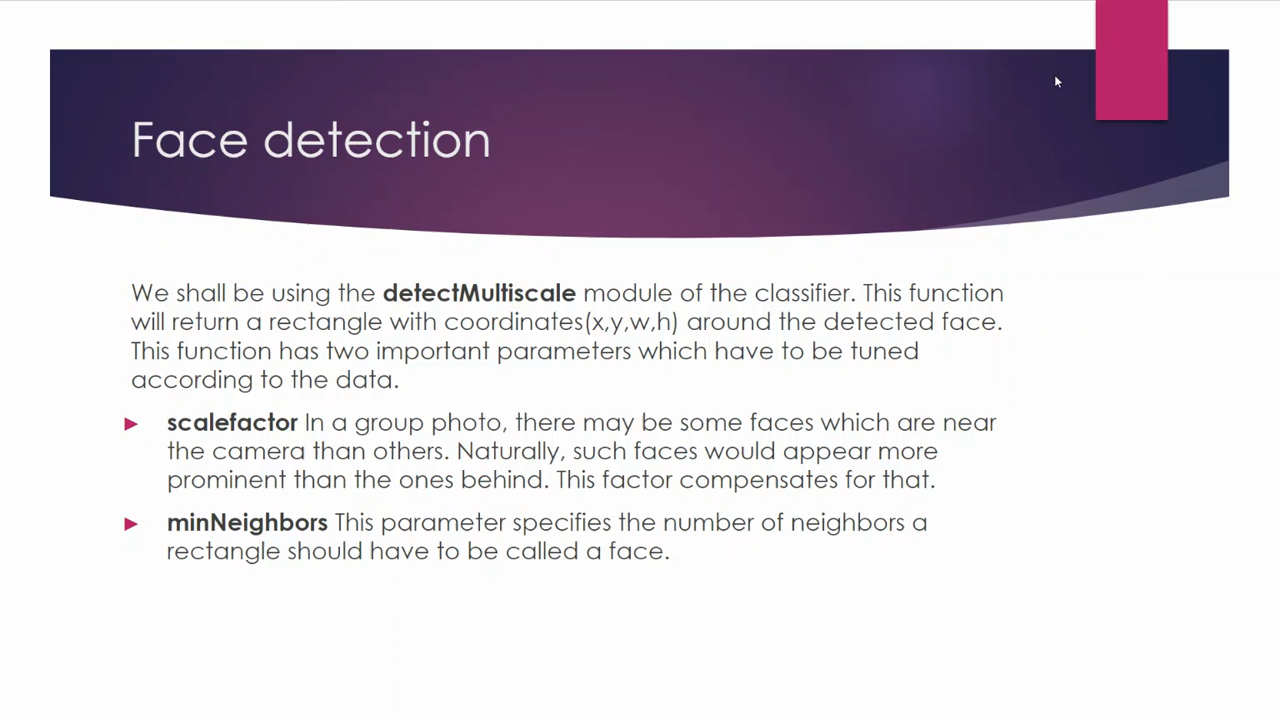 Face detection
We shall be using the detectMultiscale module of the classifier. This function
will return a rectangle with coordinates(x,y,w,h) around the detected face.
This function has two important parameters which have to be tuned
according to the data.
scalefactor In a group photo, there may be some faces which are near
the camera than others. Naturally, such faces would appear more
prominent than the ones behind. This factor compensates for that.
minNeighbors This parameter specifies the number of neighbors a
rectangle should have to be called a face.